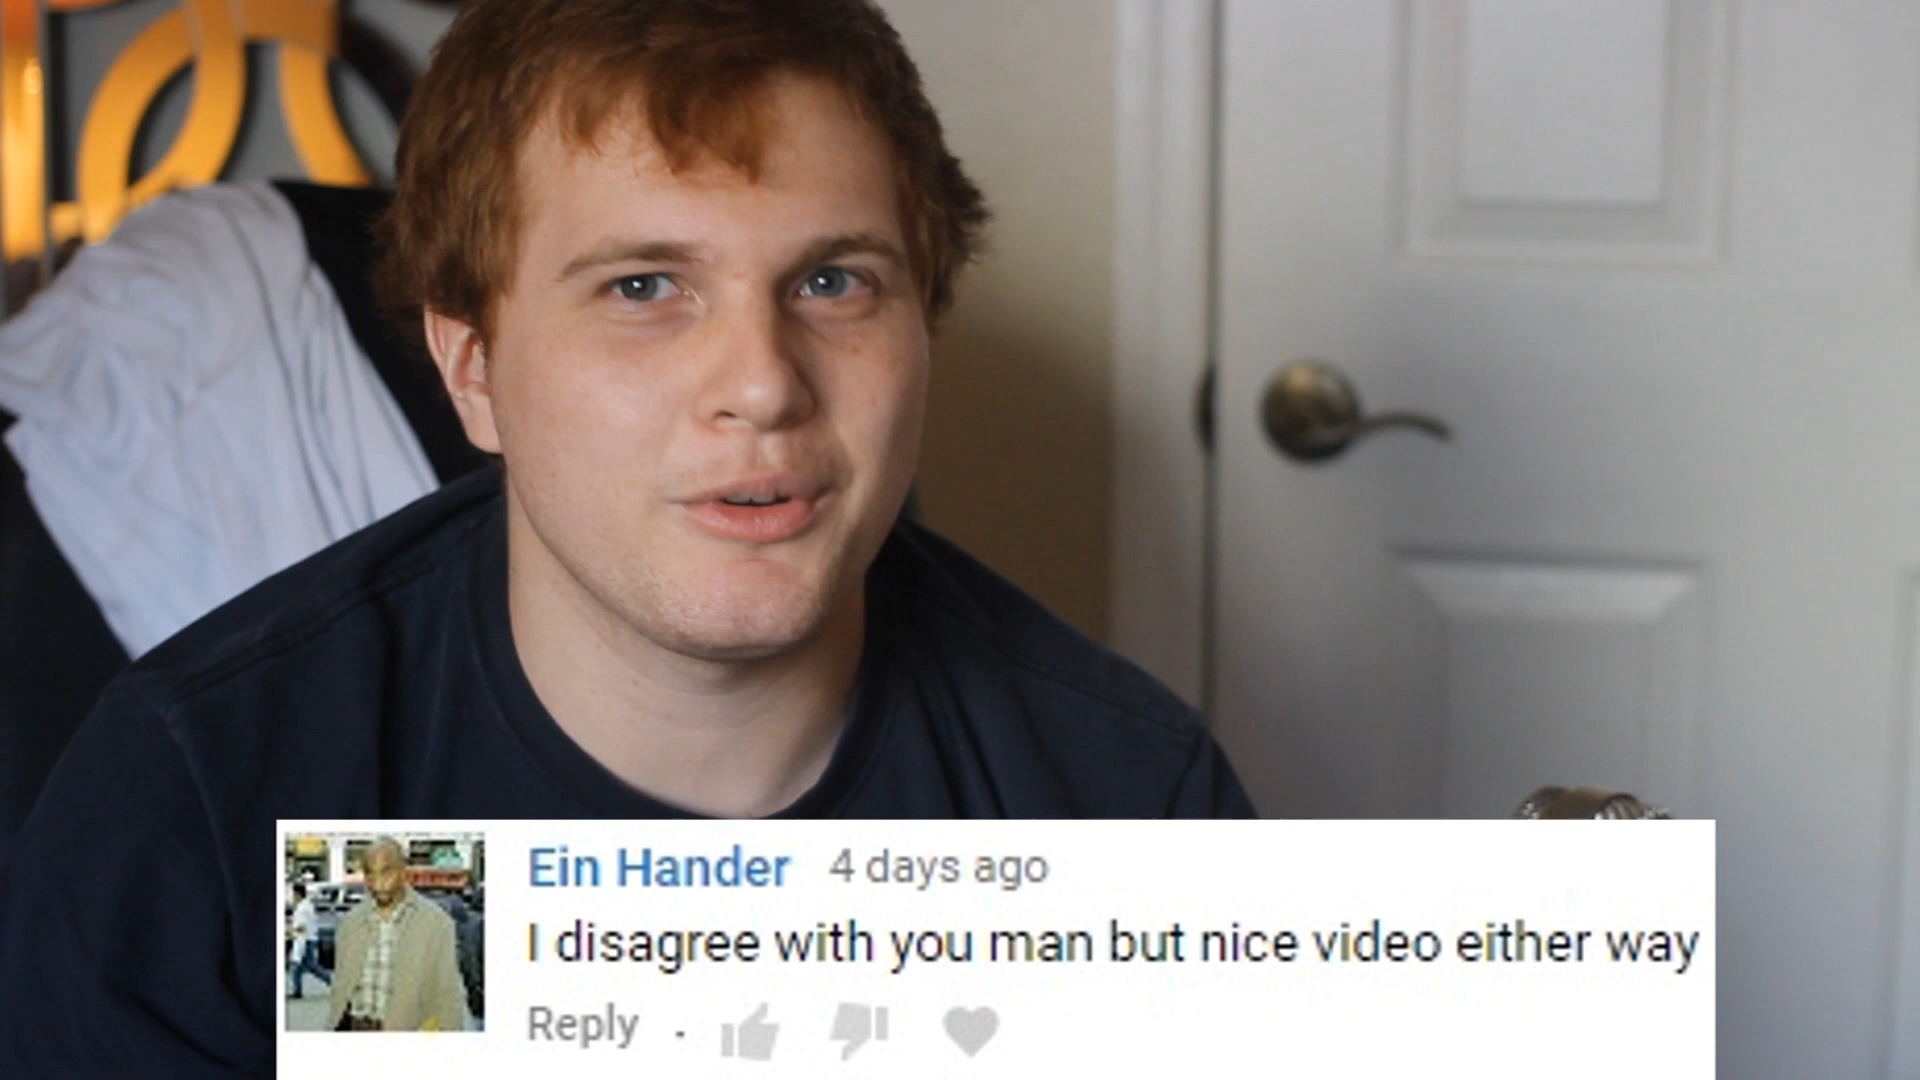 Ein Hander 4 days ago
I disagree with you man but nice video either way
Reply .